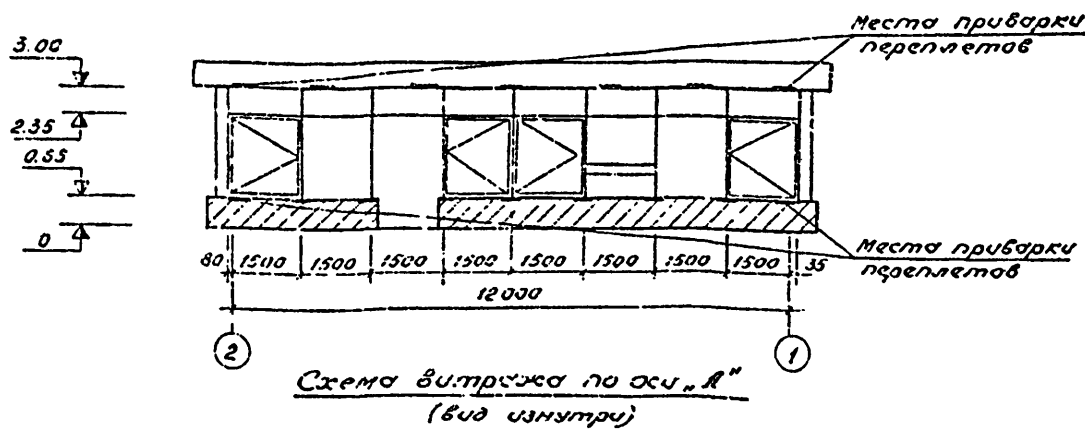 Места приварки
переплетов
3.00
2.35
0.55
0
Места приварки
переплетов
80 1500 1500 1500 1500 1500 1500 1500 1500 35
12000
2 1
Схема витража по оси „А"
(вид изнутри)